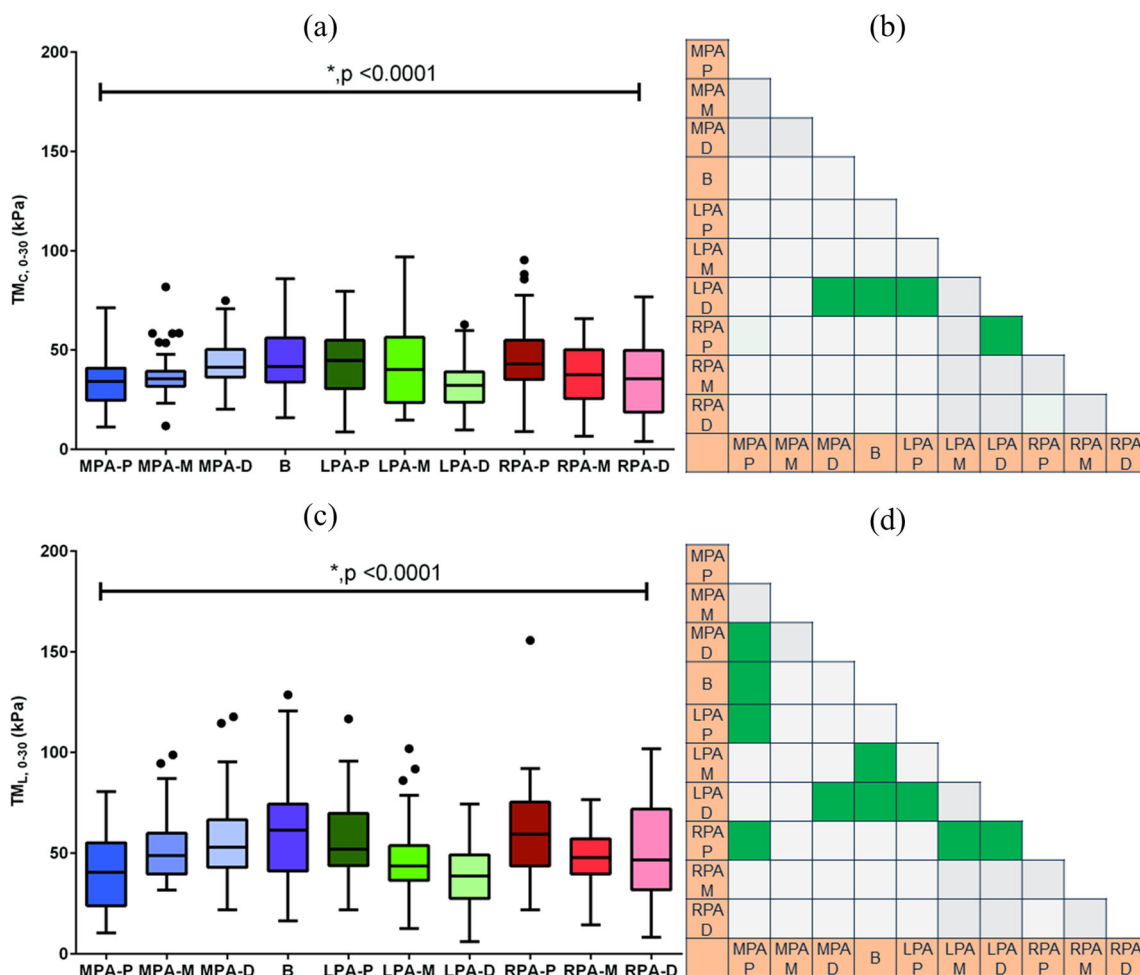 (a)
200
150
100
50
0
TMC, 0-30 (kPa)
*,p <0.0001
MPA-P MPA-M MPA-D B LPA-P LPA-M LPA-D RPA-P RPA-M RPA-D
(b)
MPA
P
MPA
M
MPA
D
B
LPA
P
LPA
M
LPA
D
RPA
P
RPA
M
RPA
D
MPA MPA MPA B LPA LPA LPA RPA RPA RPA
P M D P M D P M D
(c)
200
150
100
50
0
TML, 0-30 (kPa)
*,p <0.0001
MPA-P MPA-M MPA-D B LPA-P LPA-M LPA-D RPA-P RPA-M RPA-D
(d)
MPA
P
MPA
M
MPA
D
B
LPA
P
LPA
M
LPA
D
RPA
P
RPA
M
RPA
D
MPA MPA MPA B LPA LPA LPA RPA RPA RPA
P M D P M D P M D